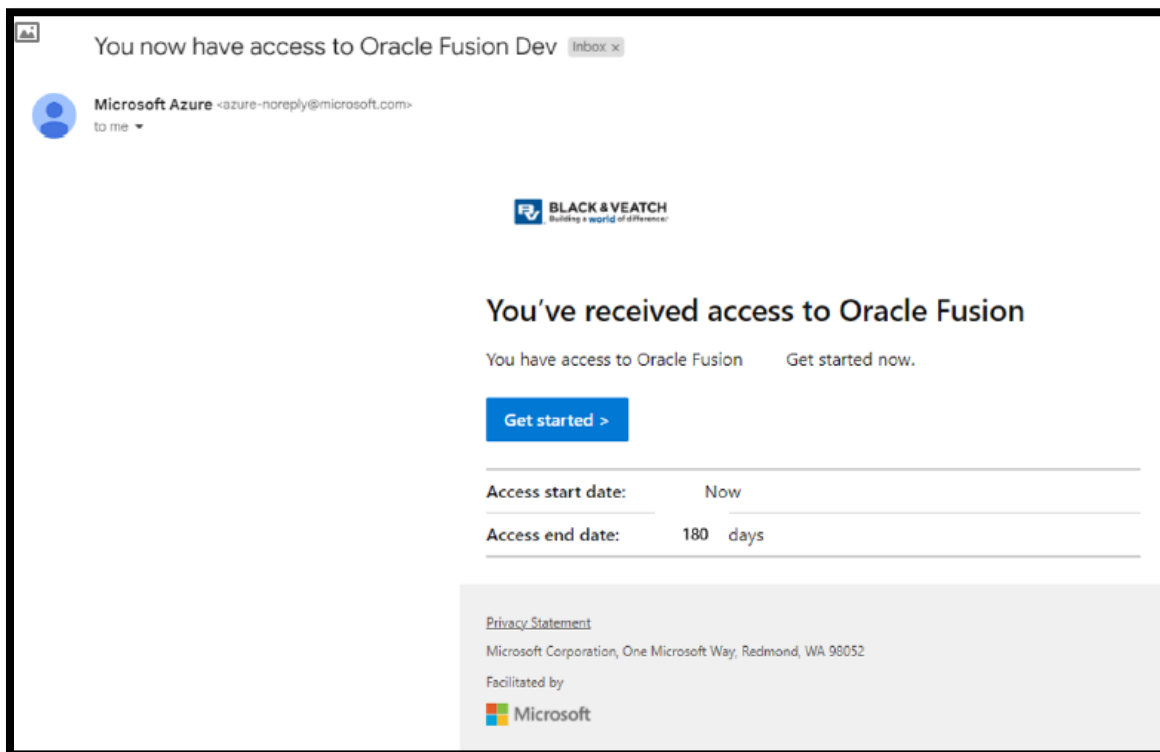 You now have access to Oracle Fusion Dev Inbox x
Microsoft Azure <azure-noreply@microsoft.com>
to me
BV BLACK & VEATCH
Building a world of difference.
You've received access to Oracle Fusion
You have access to Oracle Fusion Get started now.
Get started >
Access start date: Now
Access end date: 180 days
Privacy Statement
Microsoft Corporation, One Microsoft Way, Redmond, WA 98052
Facilitated by
Microsoft